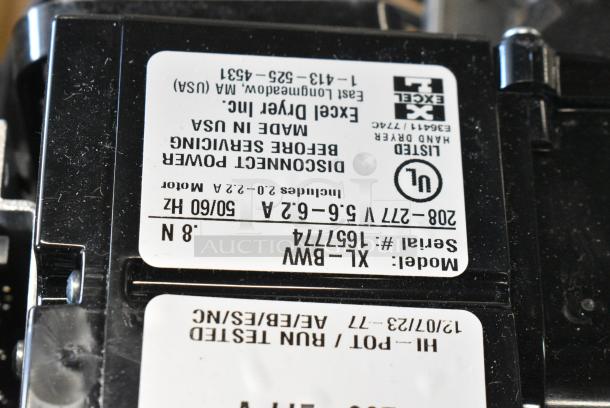 Model: XL-BWV
Serial #: 1657774 .8 N
208-277 V 5.6-6.2 A 50/60 Hz
Includes 2.0-2.2 A Motor
UL
LISTED
HAND DRYER
E36411 / 774C
DISCONNECT POWER
BEFORE SERVICING
MADE IN USA
Excel Dryer Inc.
East Longmeadow, MA (USA)
1-413-525-4531
XL
EXCEL
HI-POT / RUN TESTED
12/07/23-77 AE/EB/ES/NC